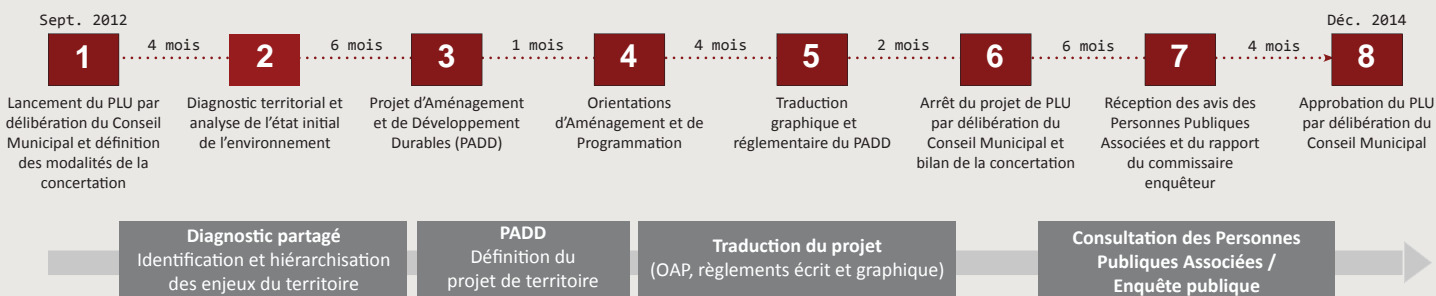 Sept. 2012
Déc. 2014
1
4 mois
2
6 mois
3
1 mois
4
4 mois
5
2 mois
6
6 mois
7
4 mois
8
Lancement du PLU par
délibération du Conseil
Municipal et définition
des modalités de la
concertation
Diagnostic territorial et
analyse de l'état initial
de l'environnement
Projet d'Aménagement
et de Développement
Durables (PADD)
Orientations
d'Aménagement et de
Programmation
Traduction
graphique et
réglementaire du PADD
Arrêt du projet de PLU
par délibération du
Conseil Municipal et
bilan de la concertation
Réception des avis des
Personnes Publiques
Associées et du rapport
du commissaire
enquêteur
Approbation du PLU
par délibération du
Conseil Municipal
Diagnostic partagé
Identification et hiérarchisation
des enjeux du territoire
PADD
Définition du
projet de territoire
Traduction du projet
(OAP, règlements écrit et graphique)
Consultation des Personnes
Publiques Associées /
Enquête publique